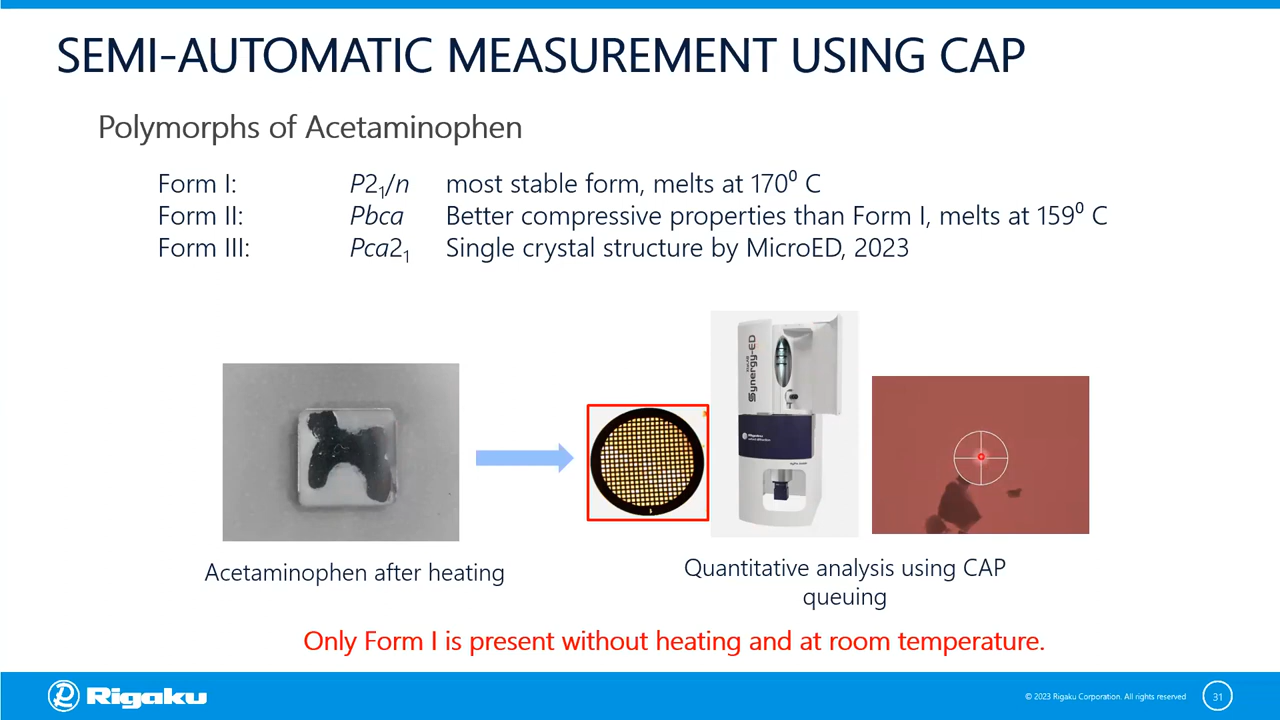 SEMI-AUTOMATIC MEASUREMENT USING CAP
Polymorphs of Acetaminophen
Form I: P2₁/n most stable form, melts at 170⁰ C
Form II: Pbca Better compressive properties than Form I, melts at 159⁰ C
Form III: Pca2₁ Single crystal structure by MicroED, 2023
Synergy-ED
Rigaku
Acetaminophen after heating
Quantitative analysis using CAP
queuing
Only Form I is present without heating and at room temperature.
Rigaku
© 2023 Rigaku Corporation. All rights reserved
31